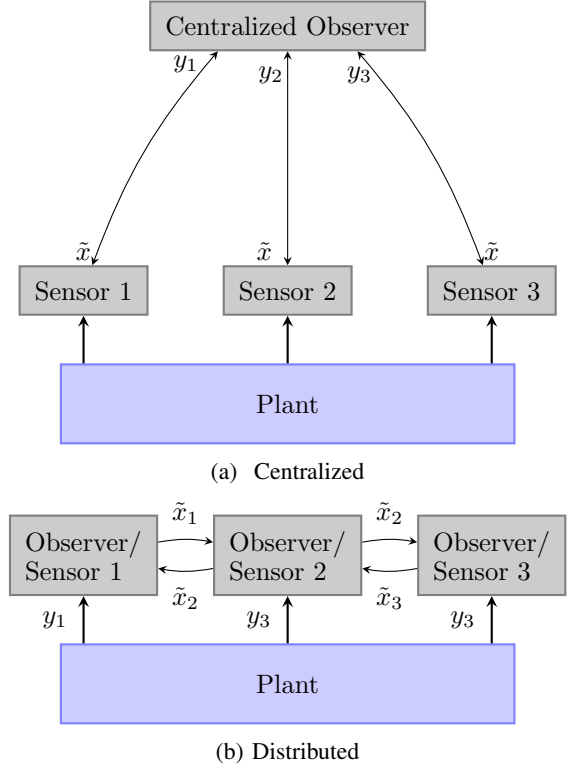 Centralized Observer
y₁
y₂
y₃
x̃
x̃
x̃
Sensor 1
Sensor 2
Sensor 3
Plant
(a) Centralized
x̃₁
x̃₂
Observer/
Sensor 1
Observer/
Sensor 2
Observer/
Sensor 3
x̃₂
x̃₃
y₁
y₃
y₃
Plant
(b) Distributed